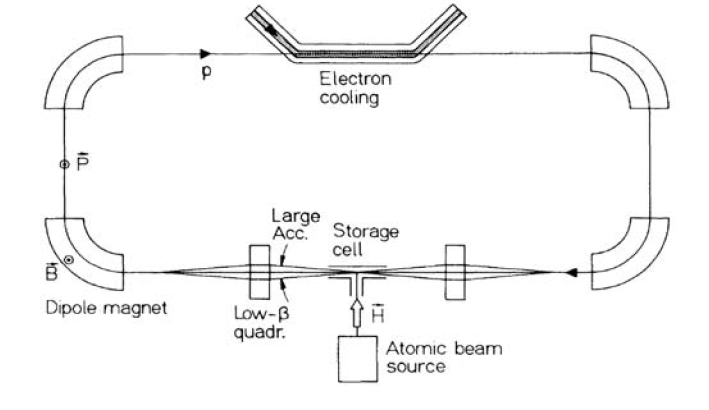 p
Electron
cooling
P⃗
Large
Acc.
Storage
cell
B⃗
Dipole magnet
Low-β
quadr.
H⃗
Atomic beam
source